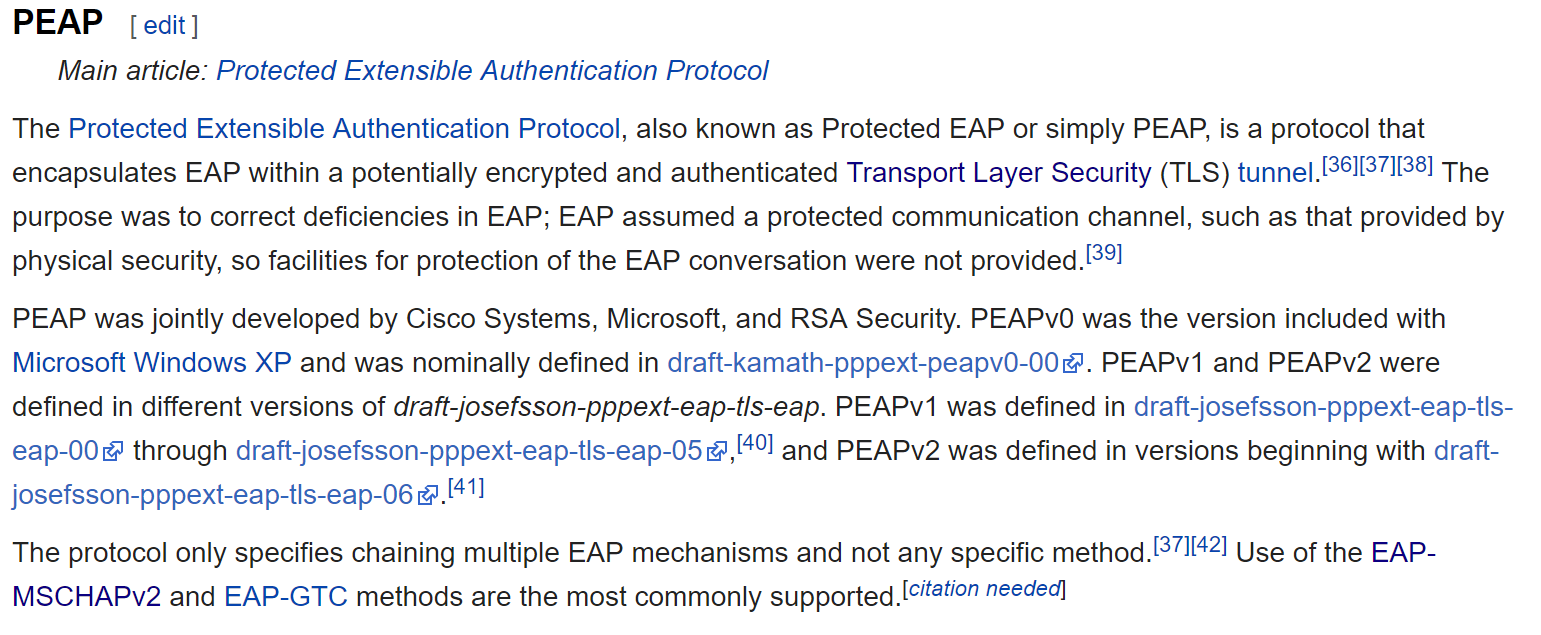 PEAP [ edit ]
Main article: Protected Extensible Authentication Protocol
The Protected Extensible Authentication Protocol, also known as Protected EAP or simply PEAP, is a protocol that
encapsulates EAP within a potentially encrypted and authenticated Transport Layer Security (TLS) tunnel.[36][37][38] The
purpose was to correct deficiencies in EAP; EAP assumed a protected communication channel, such as that provided by
physical security, so facilities for protection of the EAP conversation were not provided.[39]
PEAP was jointly developed by Cisco Systems, Microsoft, and RSA Security. PEAPv0 was the version included with
Microsoft Windows XP and was nominally defined in draft-kamath-pppext-peapv0-00. PEAPv1 and PEAPv2 were
defined in different versions of draft-josefsson-pppext-eap-tls-eap. PEAPv1 was defined in draft-josefsson-pppext-eap-tls-
eap-00 through draft-josefsson-pppext-eap-tls-eap-05,[40] and PEAPv2 was defined in versions beginning with draft-
josefsson-pppext-eap-tls-eap-06.[41]
The protocol only specifies chaining multiple EAP mechanisms and not any specific method.[37][42] Use of the EAP-
MSCHAPv2 and EAP-GTC methods are the most commonly supported.[citation needed]